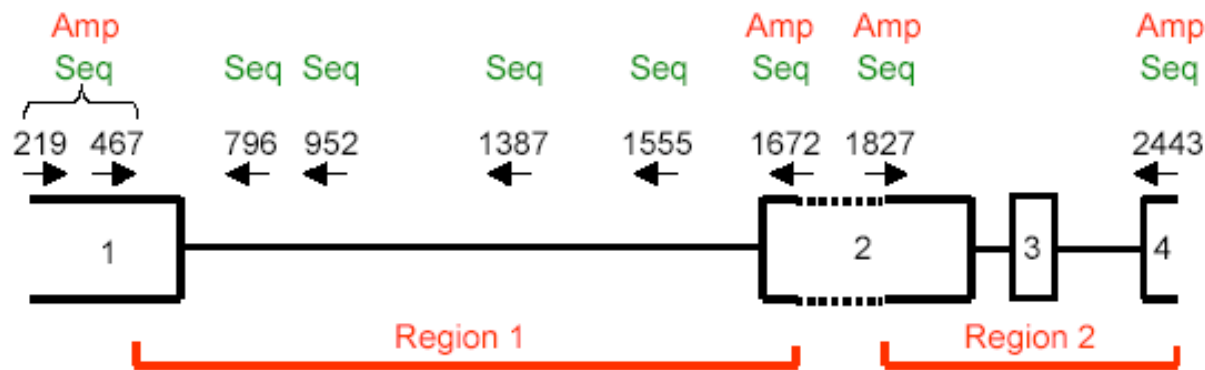 Amp Amp Amp Amp
Seq Seq Seq Seq Seq Seq Seq Seq
219 467 796 952 1387 1555 1672 1827 2443
1 2 3 4
Region 1 Region 2